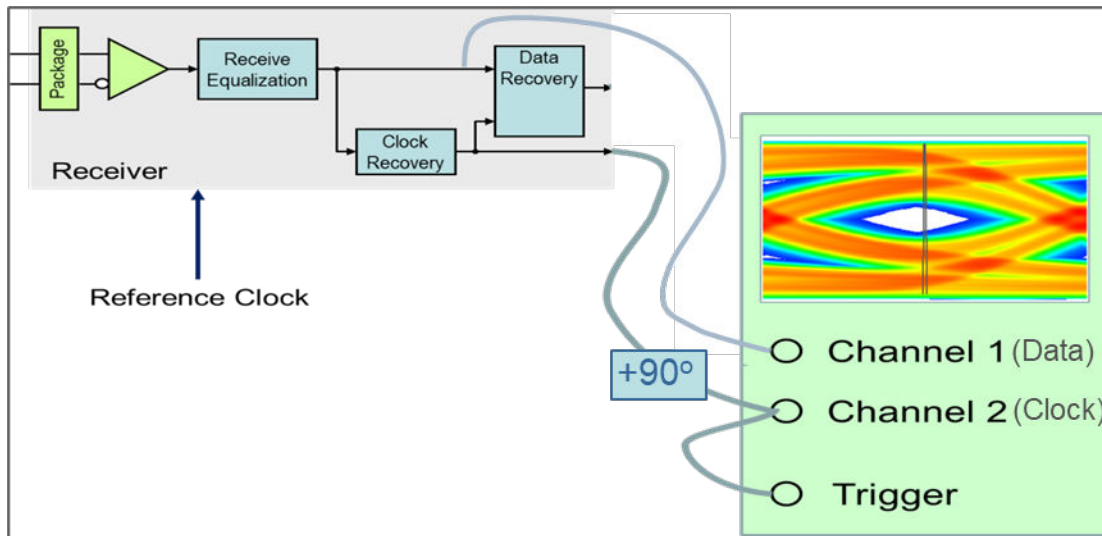 Package
Receive
Equalization
Data
Recovery
Clock
Recovery
Receiver
Reference Clock
+90°
Channel 1 (Data)
Channel 2 (Clock)
Trigger